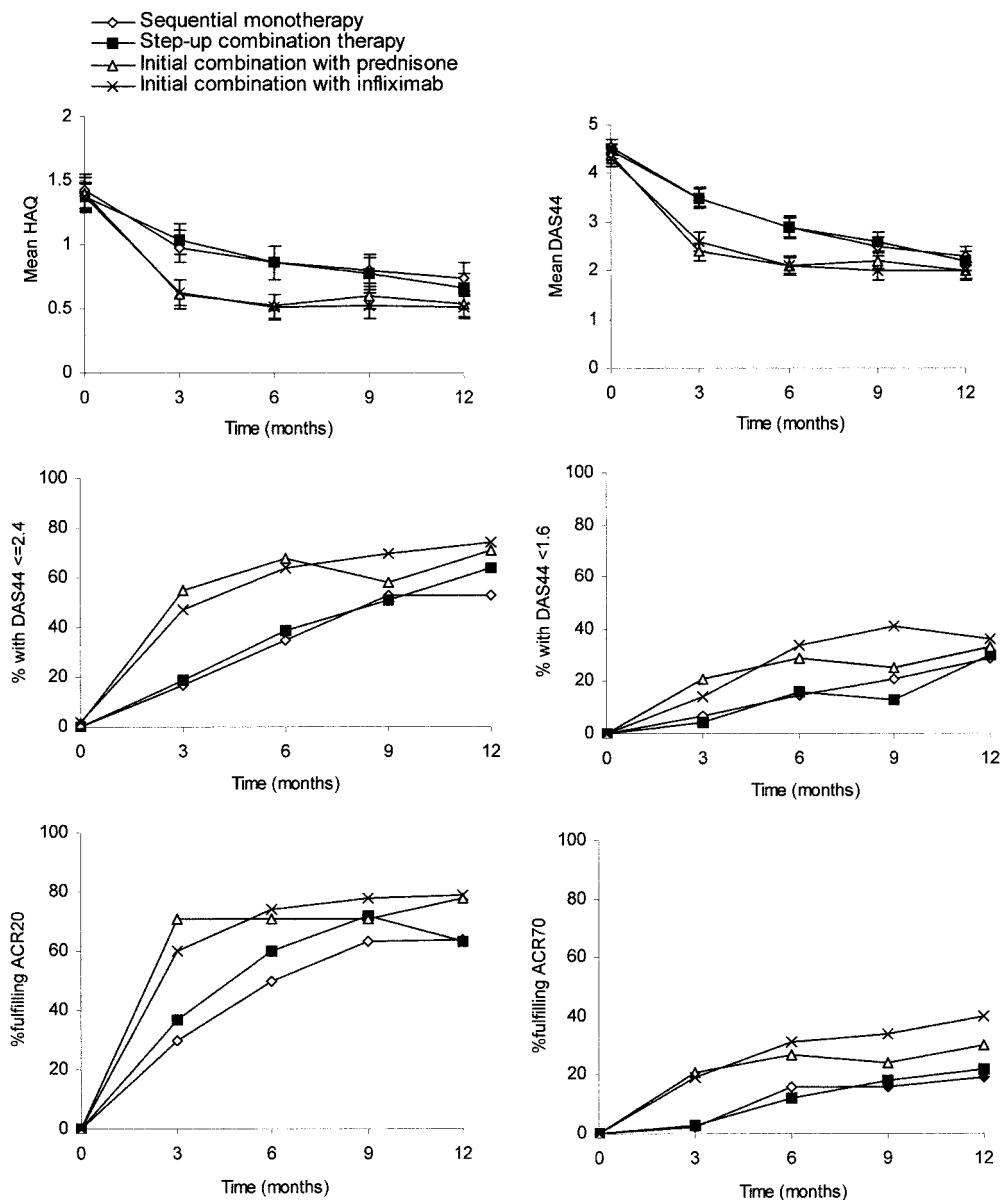 Sequential monotherapy
Step-up combination therapy
Initial combination with prednisone
Initial combination with infliximab
2
1.5
1
0.5
0
Mean HAQ
0 3 6 9 12
Time (months)
5
4
3
2
1
0
Mean DAS44
0 3 6 9 12
Time (months)
100
80
60
40
20
0
% with DAS44 <=2.4
0 3 6 9 12
Time (months)
100
80
60
40
20
0
% with DAS44 <1.6
0 3 6 9 12
Time (months)
100
80
60
40
20
0
%fulfilling ACR20
0 3 6 9 12
Time (months)
100
80
60
40
20
0
%fulfilling ACR70
0 3 6 9 12
Time (months)